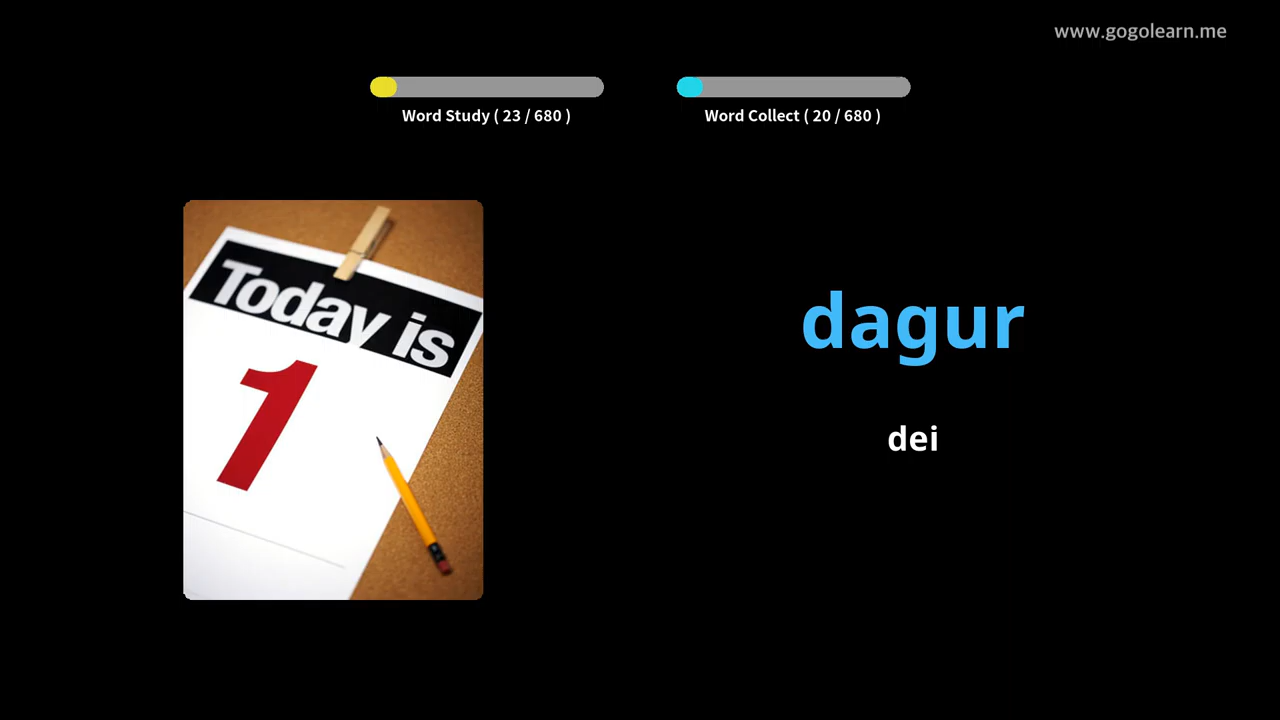 www.gogolearn.me
Word Study ( 23 / 680 )
Word Collect ( 20 / 680 )
Today is
1
dagur
dei